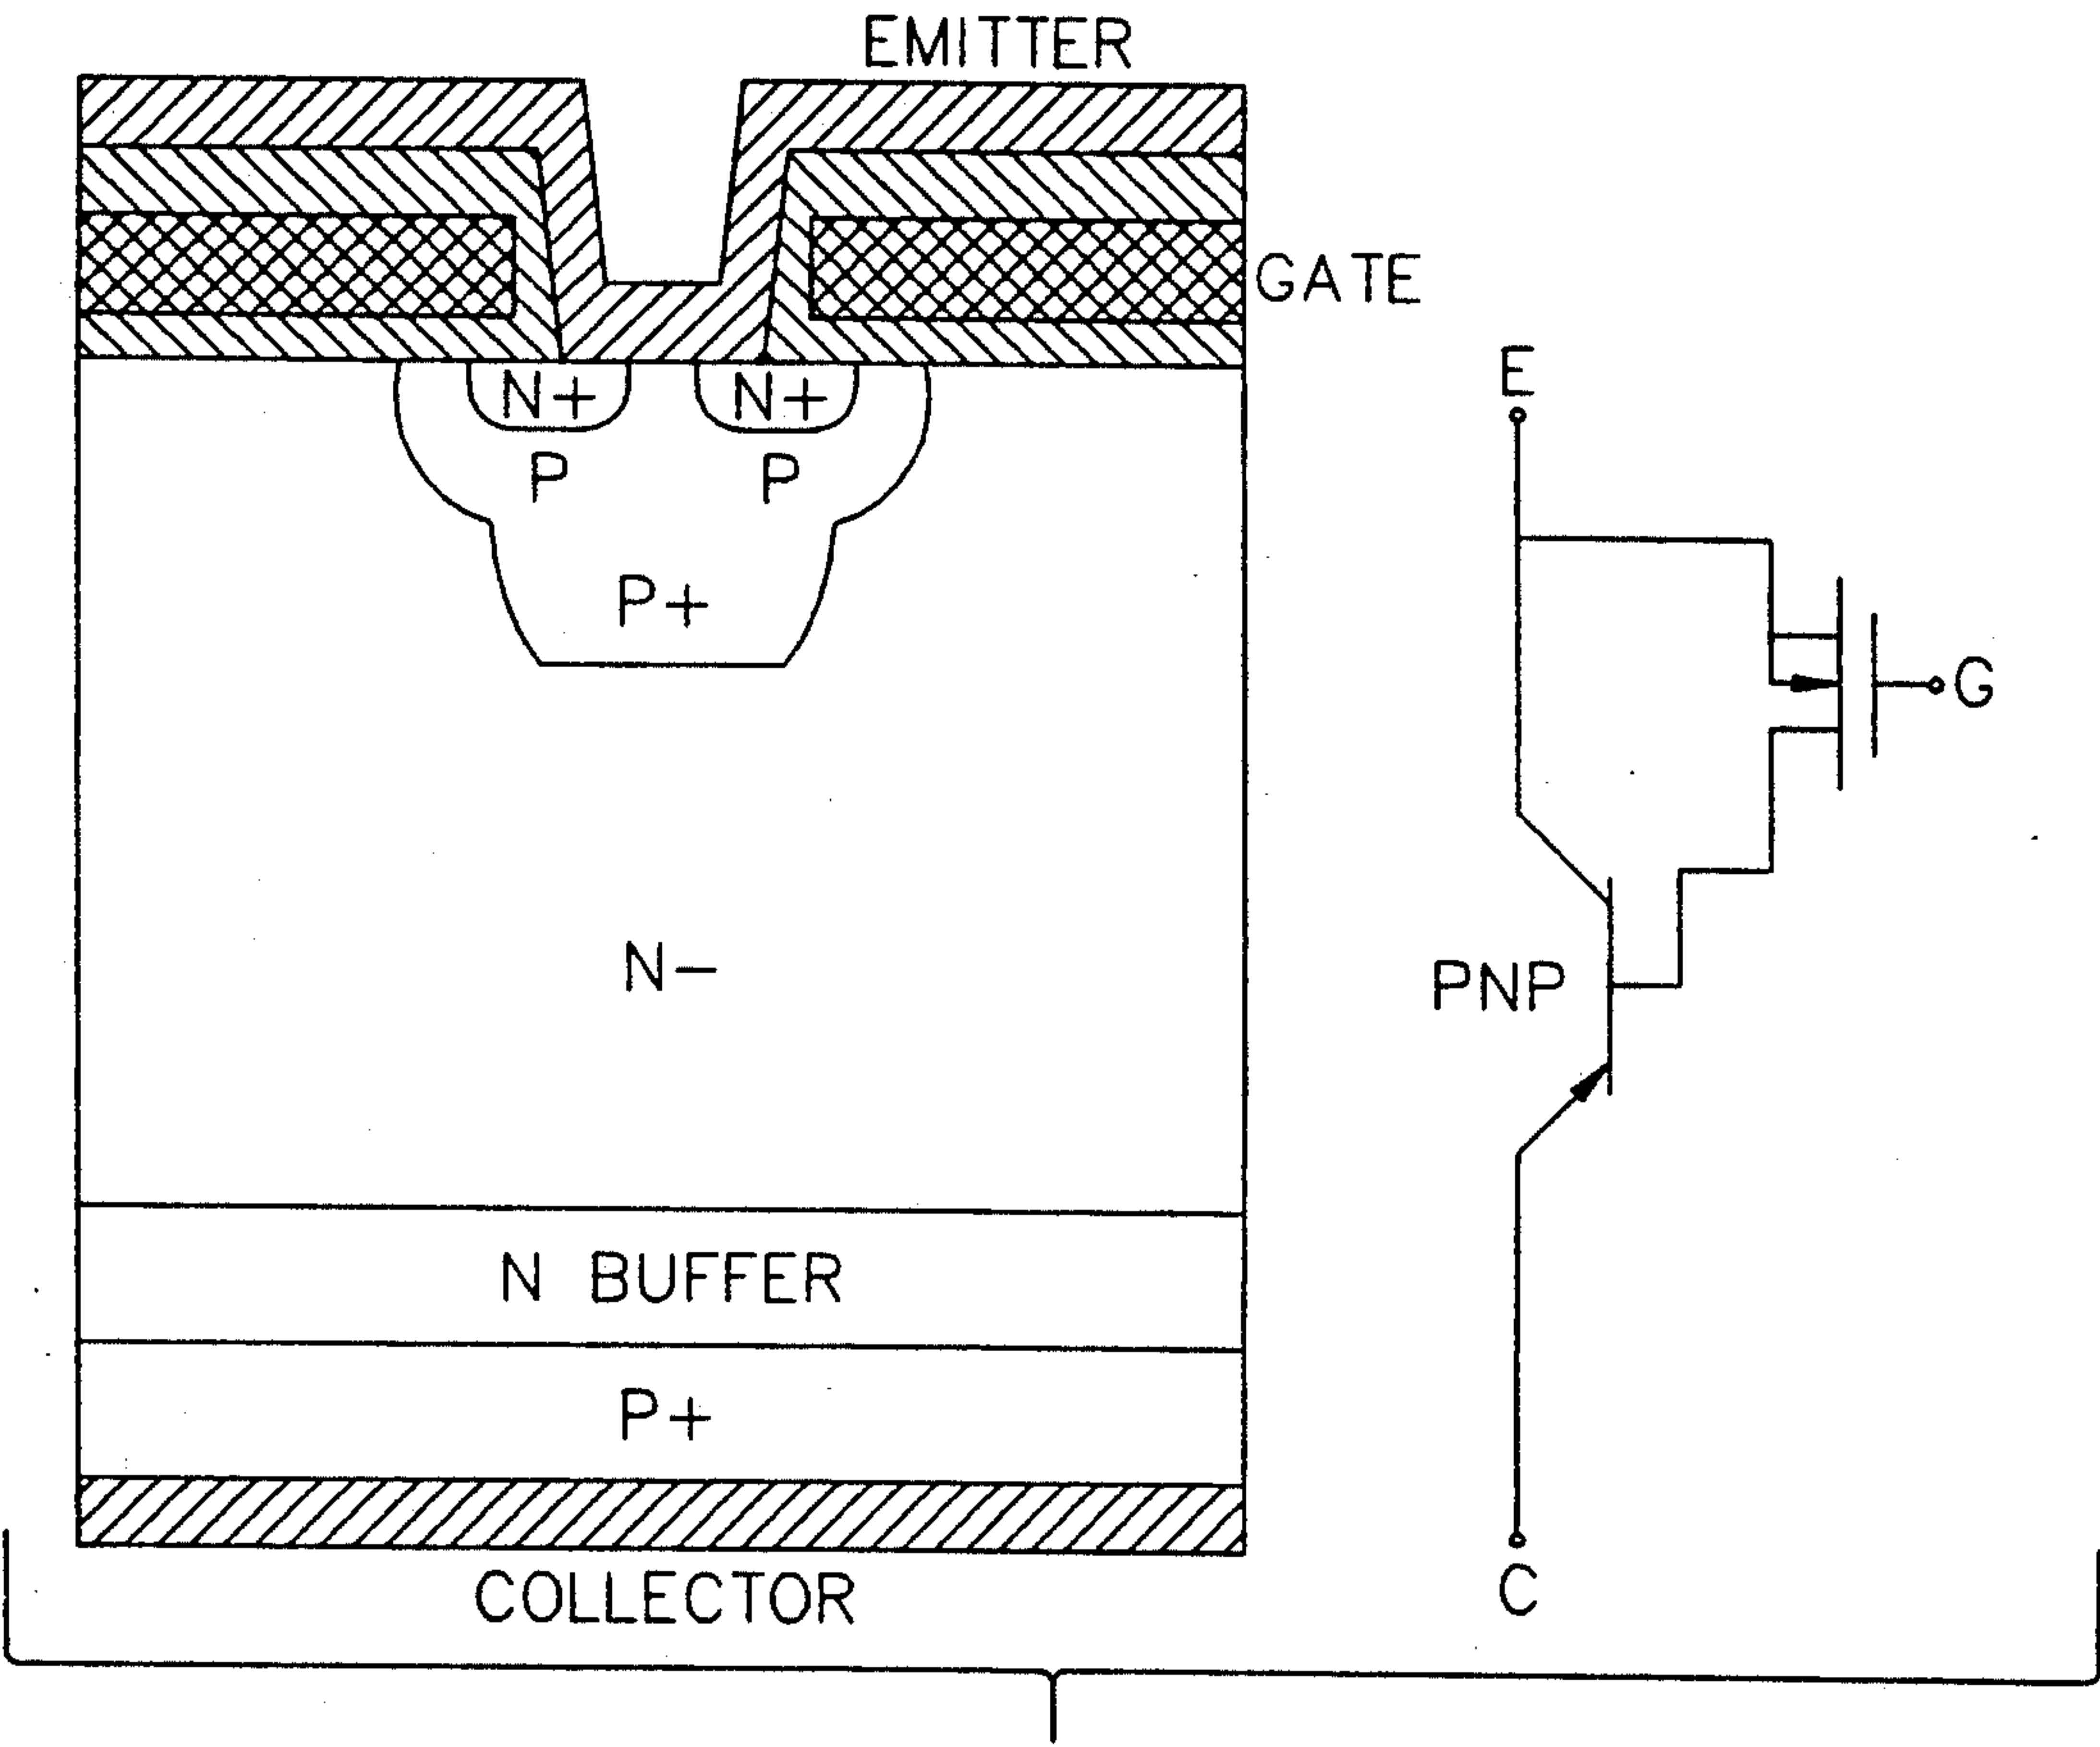 EMITTER
GATE
N+ N+
P P
P+
N-
N BUFFER
P+
COLLECTOR
E
G
PNP
C